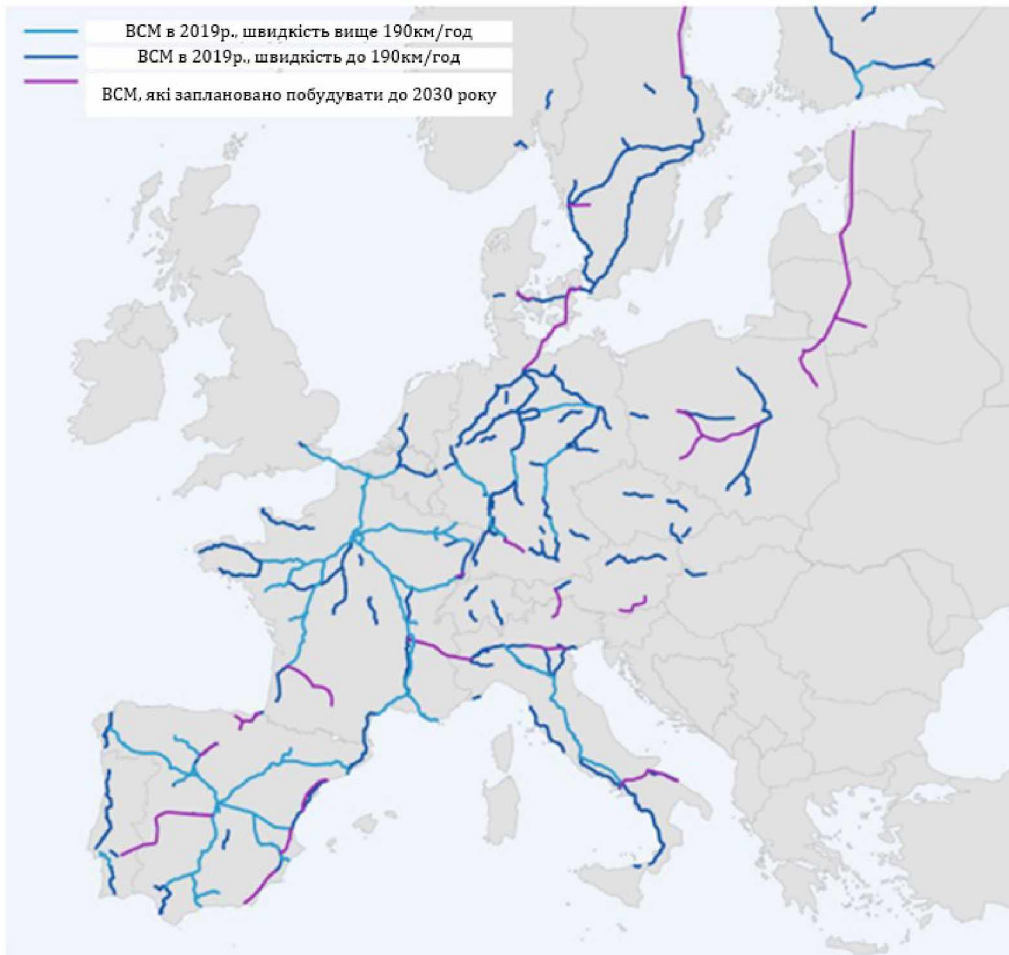 ВСМ в 2019р., швидкість вище 190км/год
ВСМ в 2019р., швидкість до 190км/год
ВСМ, які заплановано побудувати до 2030 року